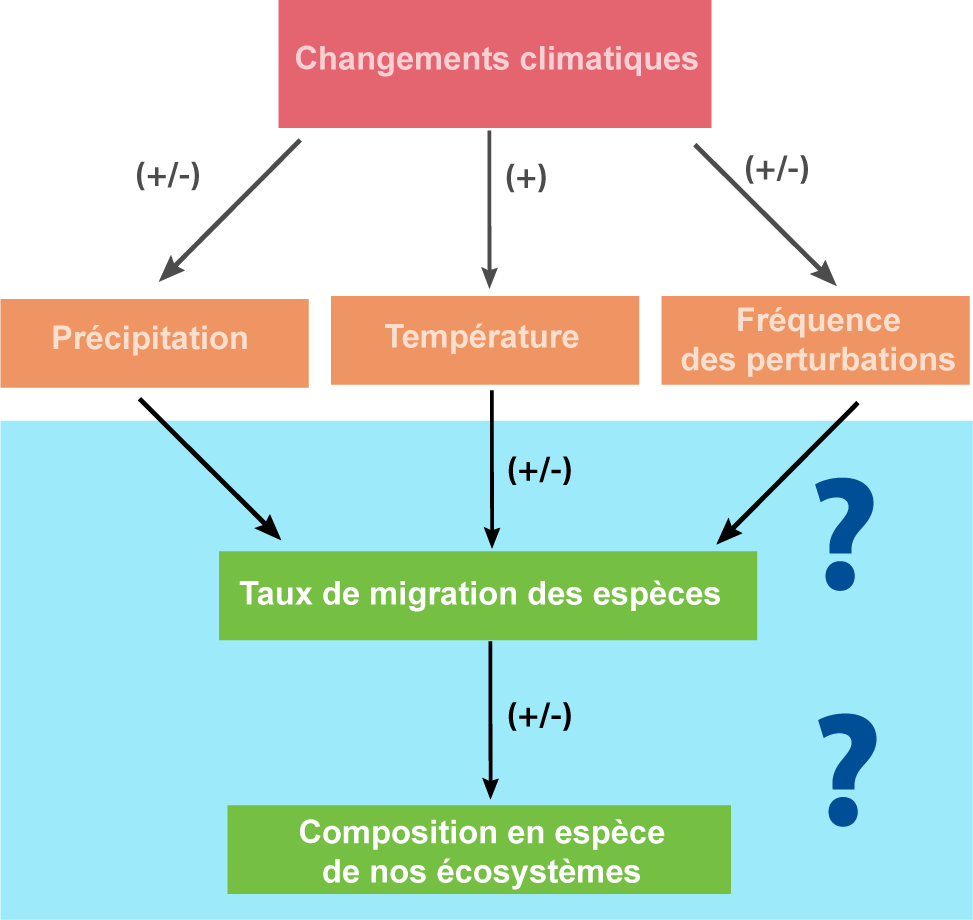 Changements climatiques
(+/-)
(+)
(+/-)
Précipitation
Température
Fréquence
des perturbations
(+/-)
?
Taux de migration des espèces
(+/-)
?
Composition en espèce
de nos écosystèmes